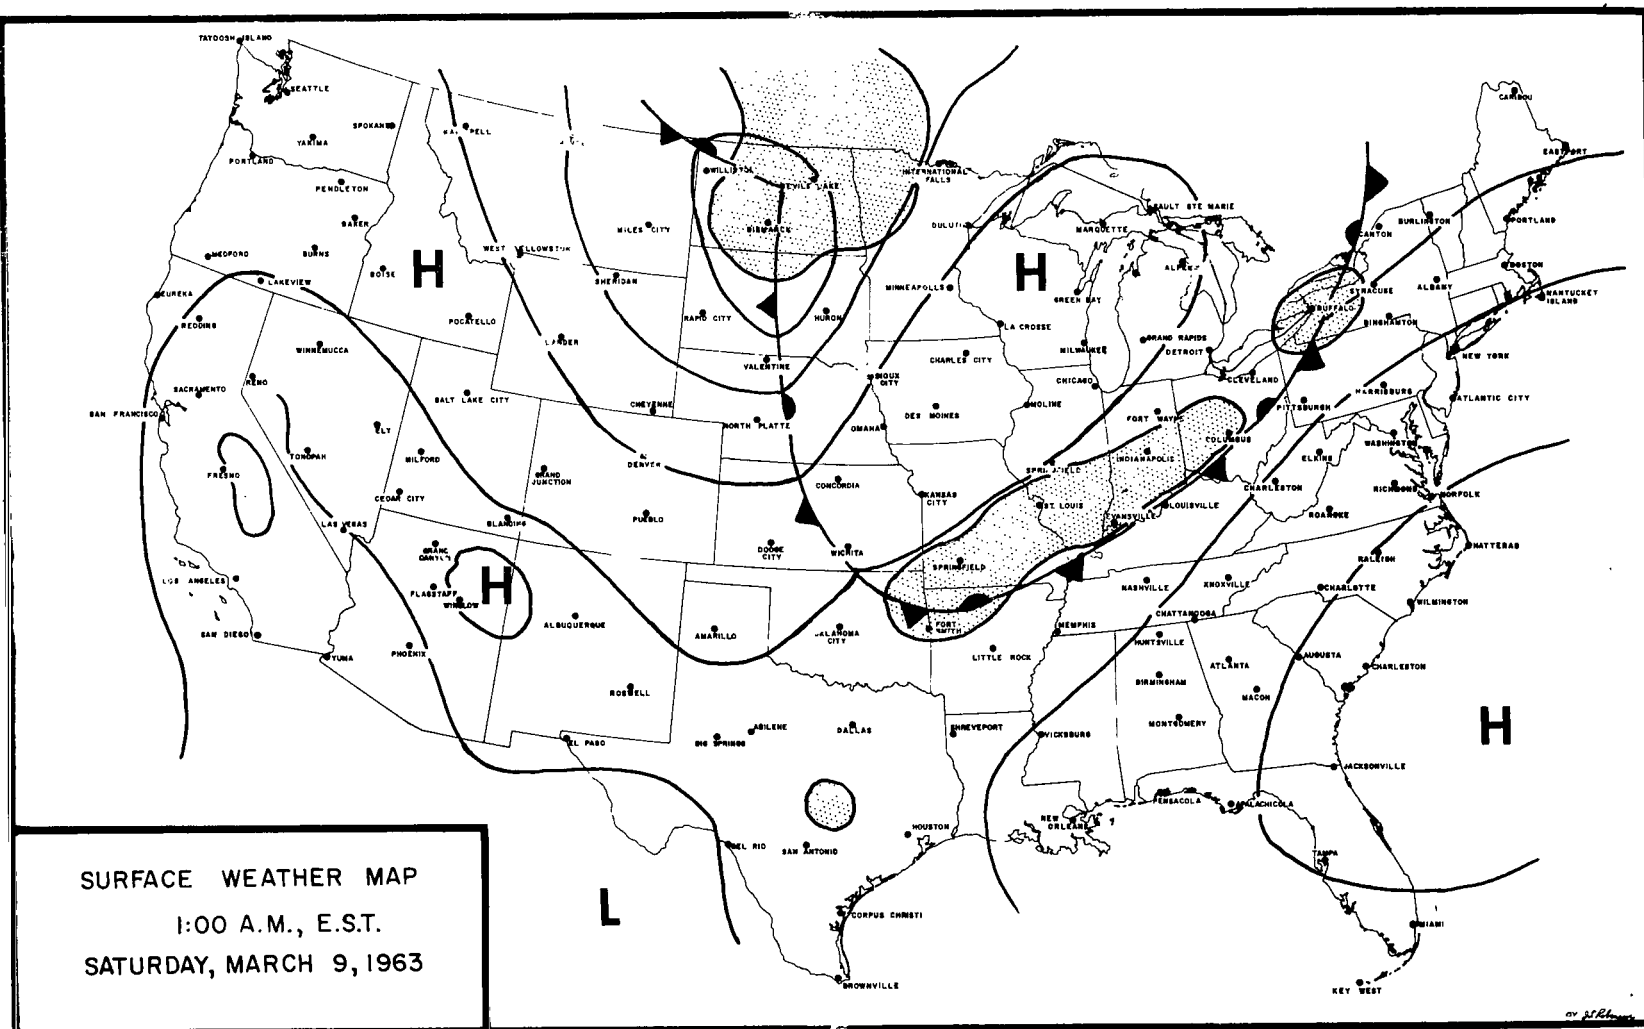 TATOOSH ISLAND
SEATTLE
SPOKANE
YAKIMA
PORTLAND
PENDLETON
BAKER
MEDFORD
BURNS
BOISE
LAKEVIEW
EUREKA
REDDING
POCATELLO
WINNEMUCCA
RENO
SACRAMENTO
SAN FRANCISCO
SALT LAKE CITY
ELY
TONOPAH
MILFORD
FRESNO
CEDAR CITY
LAS VEGAS
BLANDING
GRAND
CANYON
LOS ANGELES
FLAGSTAFF
WINSLOW
SAN DIEGO
YUMA
PHOENIX
ALBUQUERQUE
ROSWELL
EL PASO
WEST YELLOWSTONE
MILES CITY
SHERIDAN
LANDER
CHEYENNE
DENVER
GRAND
JUNCTION
PUEBLO
WILLISTON
DEVILS LAKE
BISMARCK
RAPID CITY
HURON
VALENTINE
SIOUX
CITY
NORTH PLATTE
OMAHA
CONCORDIA
KANSAS
CITY
DODGE
CITY
WICHITA
AMARILLO
OKLAHOMA
CITY
ABILENE
BIG SPRINGS
DALLAS
DEL RIO
SAN ANTONIO
HOUSTON
CORPUS CHRISTI
BROWNVILLE
INTERNATIONAL
FALLS
DULUTH
MINNEAPOLLS
LA CROSSE
CHARLES CITY
DES MOINES
MOLINE
MARQUETTE
SAULT STE MARIE
GREEN BAY
MILWAUKEE
GRAND RAPIDS
DETROIT
CHICAGO
FORT WAYNE
CLEVELAND
COLUMBUS
INDIANAPOLIS
SPRINGFIELD
ST. LOUIS
EVANSVILLE
LOUISVILLE
SPRINGFIELD
FORT
SMITH
LITTLE ROCK
MEMPHIS
NASHVILLE
KNOXVILLE
CHATTANOOGA
HUNTSVILLE
BIRMINGHAM
ATLANTA
MACON
MONTGOMERY
SHREVEPORT
VICKSBURG
NEW
ORLEANS
PENSACOLA
APALACHICOLA
JACKSONVILLE
TAMPA
MIAMI
KEY WEST
CARIBOU
EASTPORT
PORTLAND
BURLINGTON
CANTON
BOSTON
NANTUCKET
ISLAND
ALBANY
SYRACUSE
BUFFALO
BINGHAMTON
NEW YORK
HARRISBURG
ATLANTIC CITY
PITTSBURGH
WASHINGTON
ELKINS
CHARLESTON
RICHMOND
NORFOLK
ROANOKE
RALEIGH
HATTERAS
CHARLOTTE
WILMINGTON
AUGUSTA
CHARLESTON
H
H
H
H
L
SURFACE WEATHER MAP
1:00 A.M., E.S.T.
SATURDAY, MARCH 9, 1963